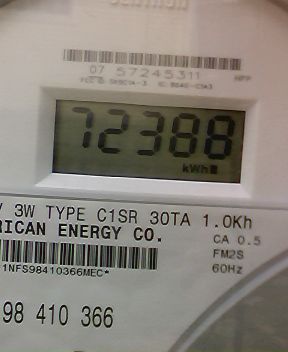 07 57245311
72388
kWh
3W TYPE C1SR 30TA 1.0Kh
RICAN ENERGY CO.
CA 0.5
FM2S
60Hz
1NFS98410366MEC*
98 410 366